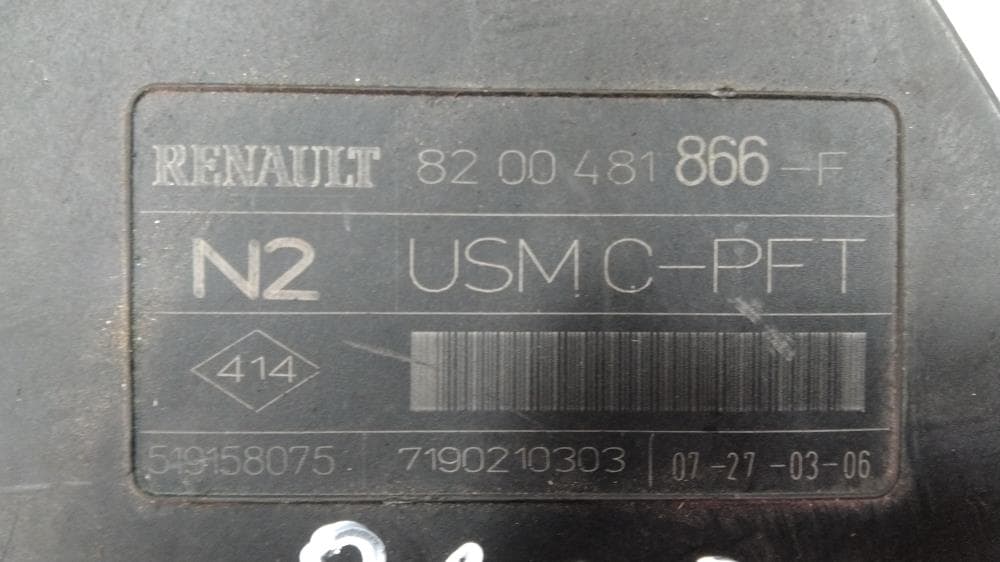 RENAULT 82 00 481 866-F
N2 USM C-PFT
414
519158075 7190210303 07-27-03-06